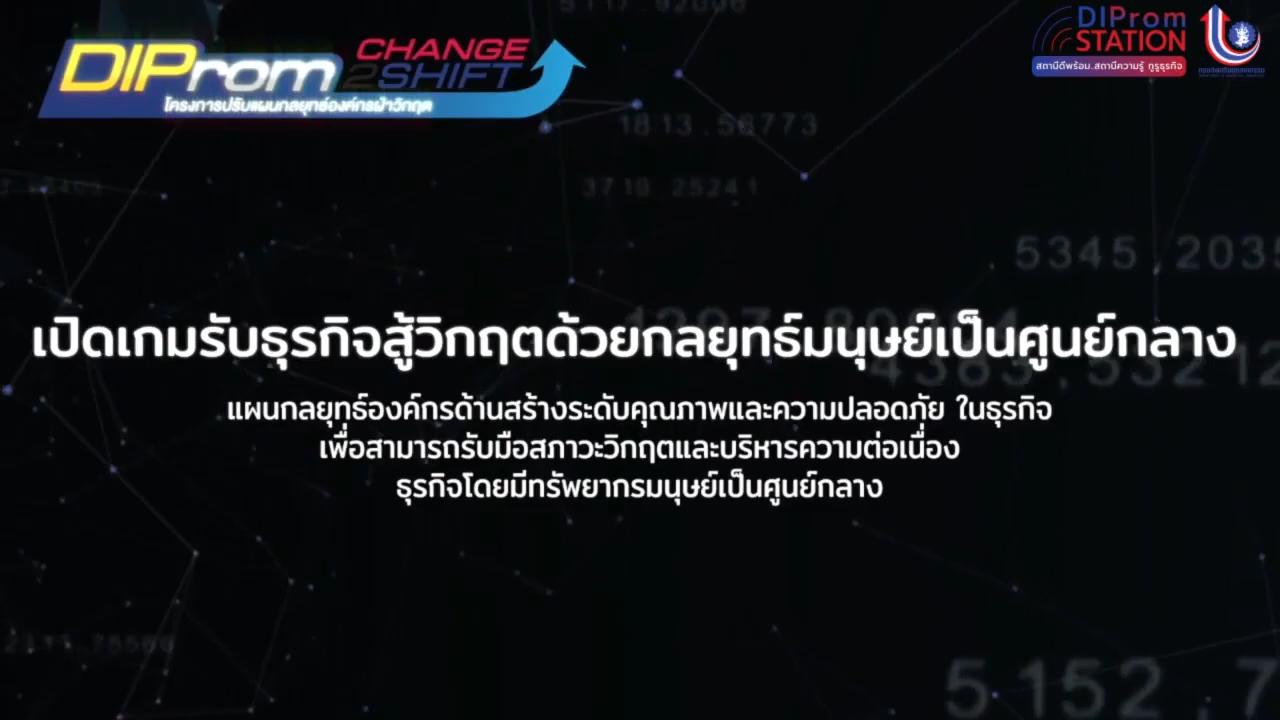 5117.92006
DIProm CHANGE
2SHIFT
โครงการปรับแผนกลยุทธ์องค์กรฝ่าวิกฤต
DIProm
STATION
สถานีดีพร้อม สถานีความรู้ กูรูธุรกิจ
1813.56773
3710.25241
5345.203
เปิดเกมรับธุรกิจสู้วิกฤตด้วยกลยุทธ์มนุษย์เป็นศูนย์กลาง
4383.53212
แผนกลยุทธ์องค์กรด้านสร้างระดับคุณภาพและความปลอดภัย ในธุรกิจ
เพื่อสามารถรับมือสภาวะวิกฤตและบริหารความต่อเนื่อง
ธุรกิจโดยมีทรัพยากรมนุษย์เป็นศูนย์กลาง
5152.7